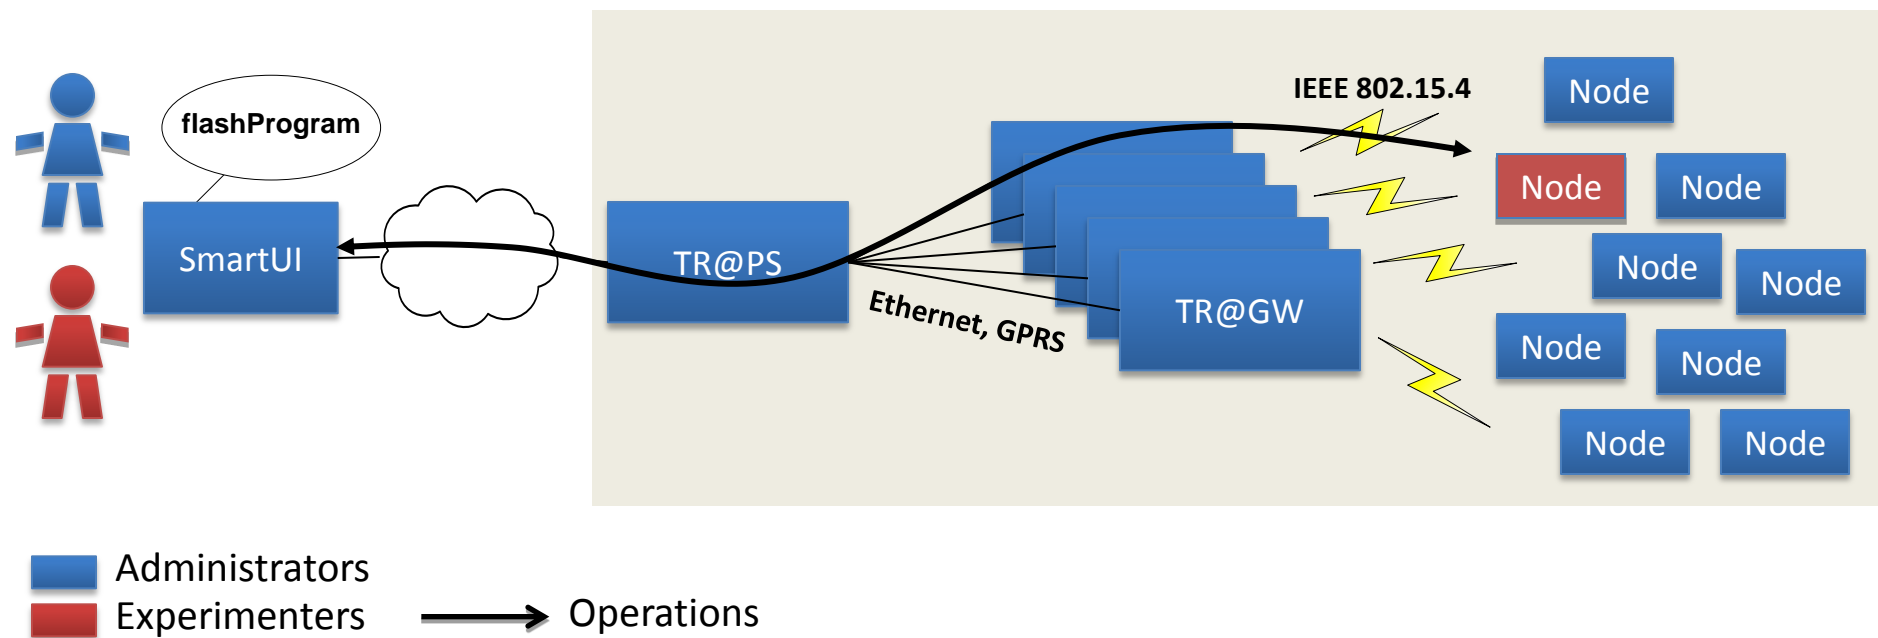 flashProgram
SmartUI
TR@PS
Ethernet, GPRS
TR@GW
IEEE 802.15.4
Node
Node
Node
Node
Node
Node
Node
Node
Node
Administrators
Experimenters
Operations